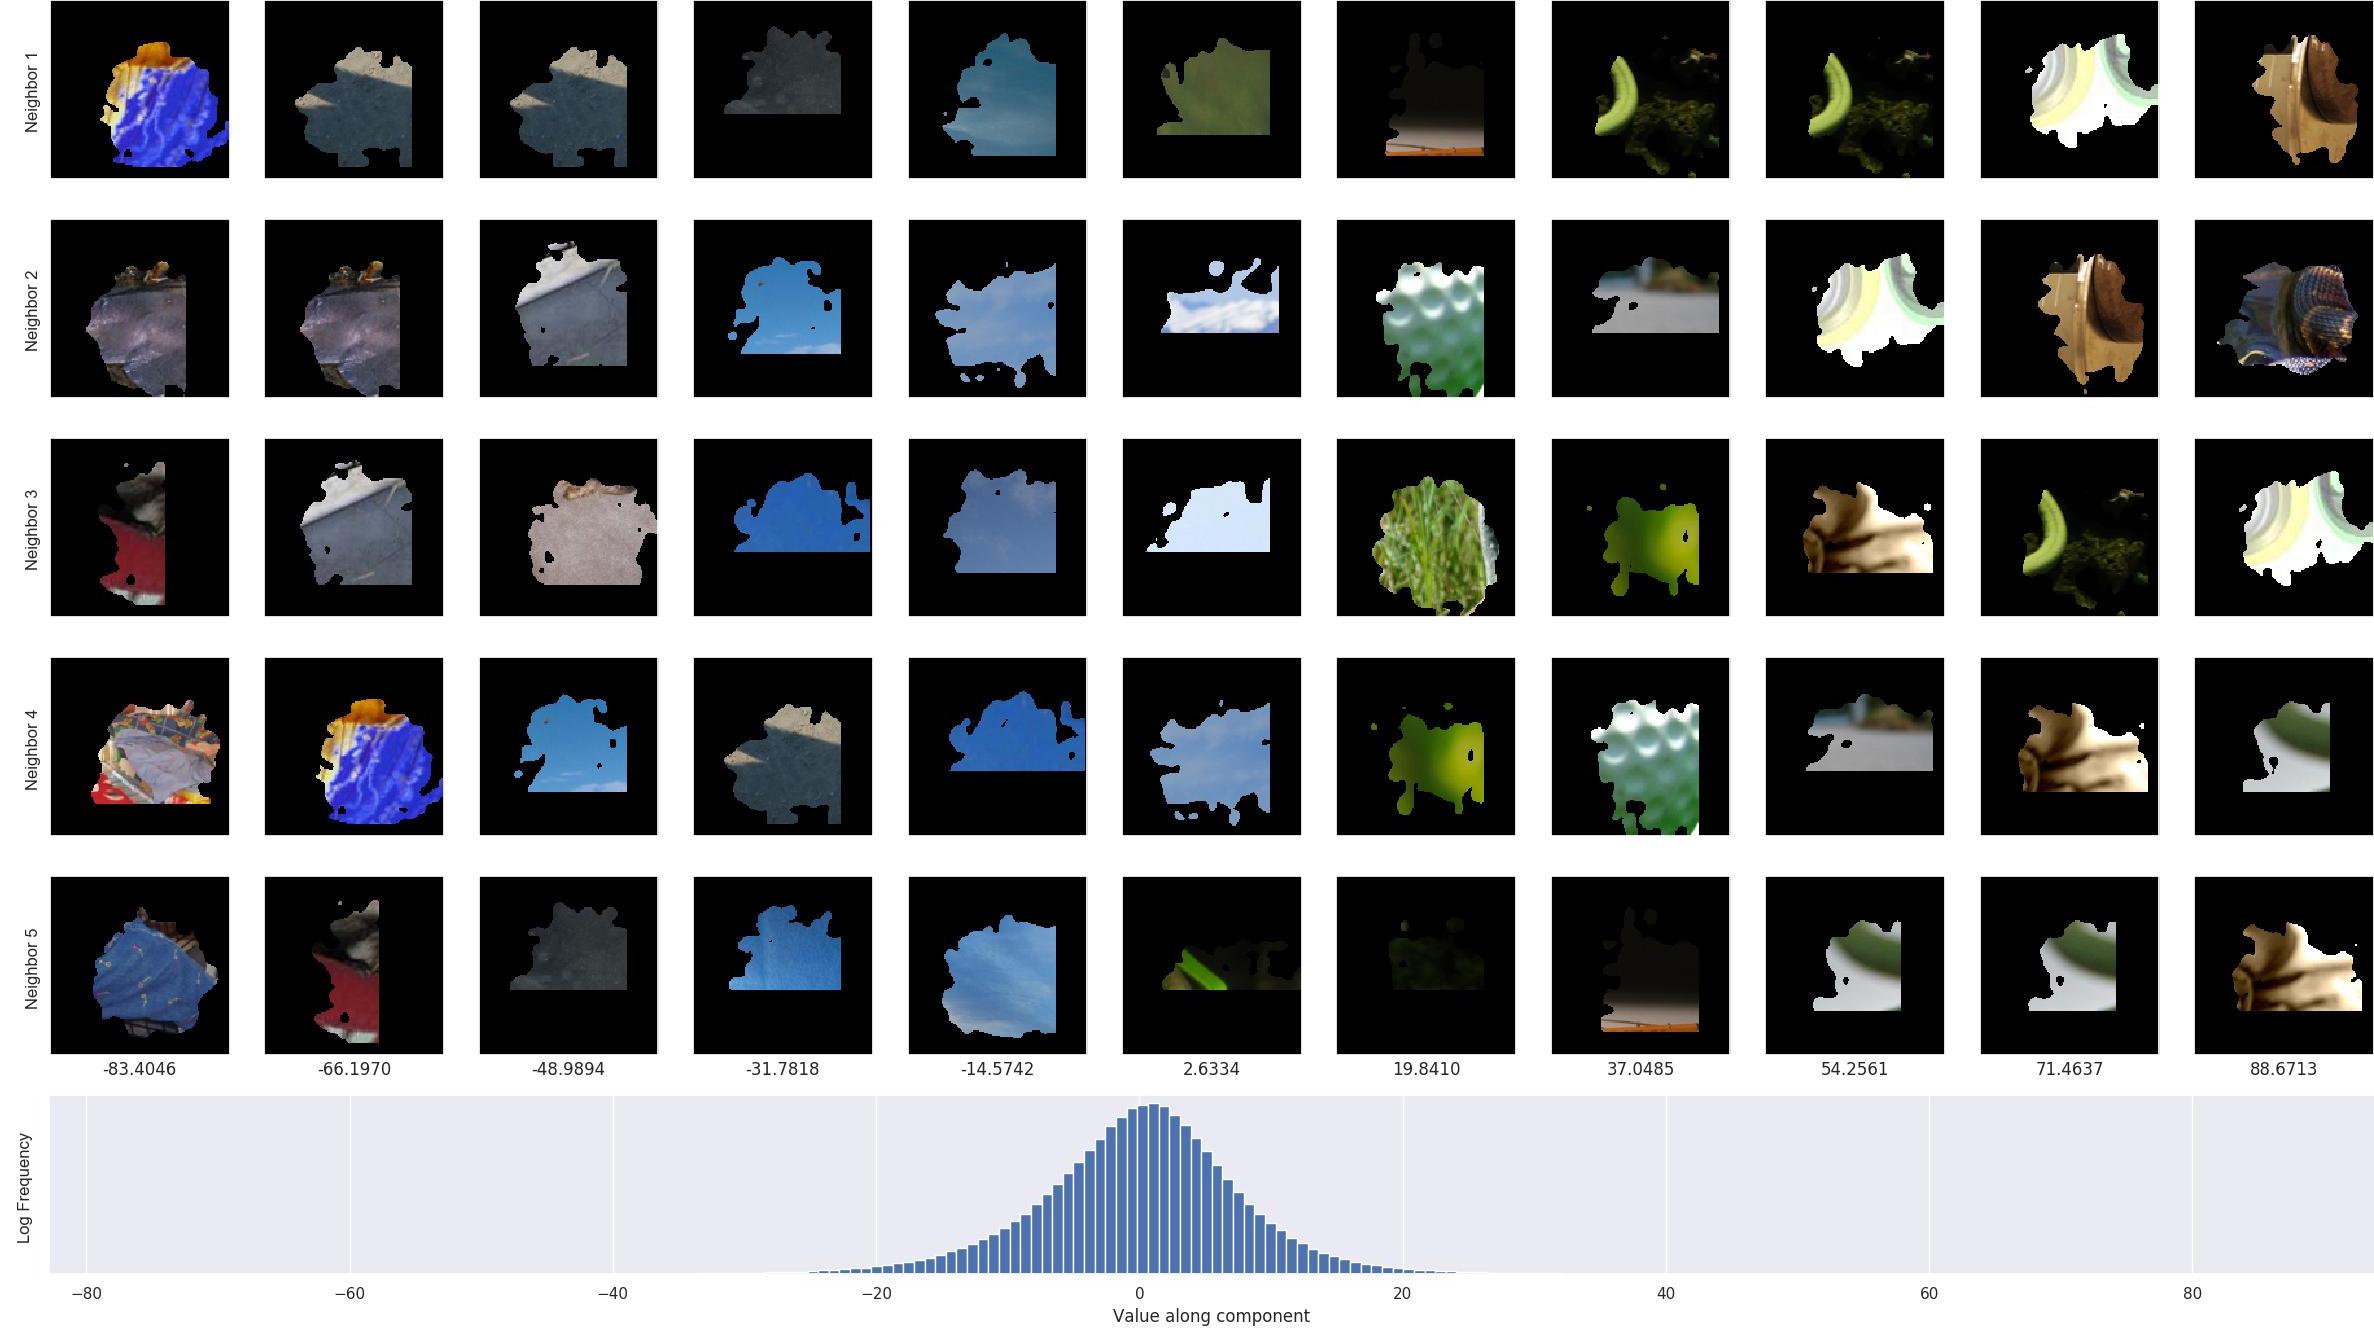 Neighbor 1
Neighbor 2
Neighbor 3
Neighbor 4
Neighbor 5
-83.4046 -66.1970 -48.9894 -31.7818 -14.5742 2.6334 19.8410 37.0485 54.2561 71.4637 88.6713
Log Frequency
−80 −60 −40 −20 0 20 40 60 80
Value along component